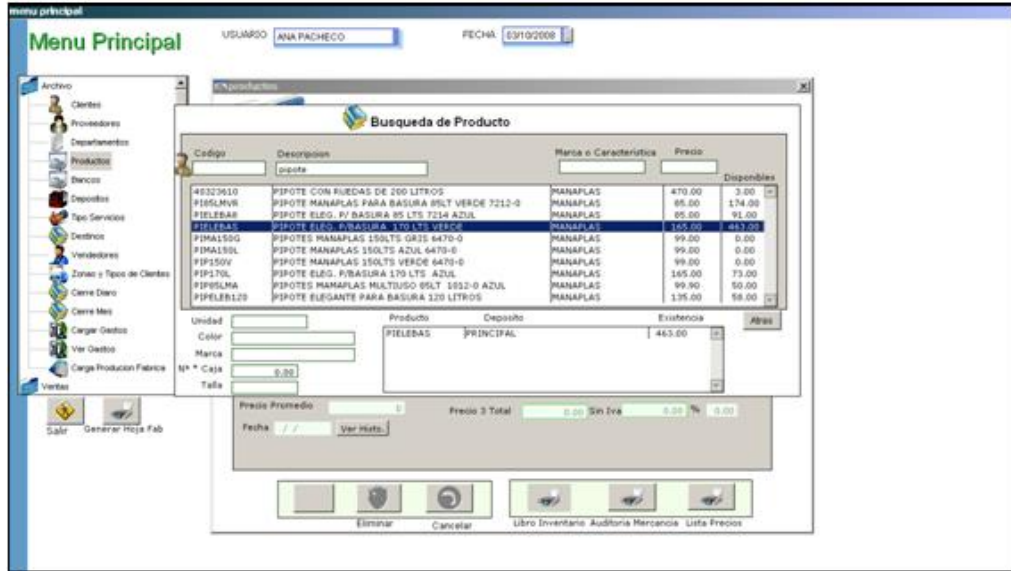 menu principal
Menu Principal
USUARIO ANA PACHECO
FECHA 03/10/2008
Archivo
Clientes
Proveedores
Departamentos
Productos
Bancos
Depositos
Tipo Servicios
Destinos
Vendedores
Zonas y Tipos de Clientes
Cierre Diaro
Cierre Mes
Cargar Gastos
Ver Gastos
Carga Producion Fabrica
Ventas
Salir
Generar Hoja Fab
productos
Busqueda de Producto
Codigo Descripcion Marca o Caracteristica Precio Disponibles
pipote
40323610 PIPOTE CON RUEDAS DE 200 LITROS MANAPLAS 470.00 3.00
PI85LMVR PIPOTE MANAPLAS PARA BASURA 85LT VERDE 7212-0 MANAPLAS 85.00 174.00
PIELEBA8 PIPOTE ELEG. P/ BASURA 85 LTS 7214 AZUL MANAPLAS 85.00 91.00
PIELEBAS PIPOTE ELEG. P/BASURA 170 LTS VERDE MANAPLAS 165.00 463.00
PIMA150G PIPOTES MANAPLAS 150LTS GRIS 6470-0 MANAPLAS 99.00 0.00
PIMA150L PIPOTE MANAPLAS 150LTS AZUL 6470-0 MANAPLAS 99.00 0.00
PIP150V PIPOTE MANAPLAS 150LTS VERDE 6470-0 MANAPLAS 99.00 0.00
PIP170L PIPOTE ELEG. P/BASURA 170 LTS AZUL MANAPLAS 165.00 73.00
PIP85LMA PIPOTES MAMAPLAS MULTIUSO 85LT 1012-0 AZUL MANAPLAS 99.90 50.00
PIPELEB120 PIPOTE ELEGANTE PARA BASURA 120 LITROS MANAPLAS 135.00 58.00
Unidad
Color
Marca
Nº * Caja 0.00
Talla
Producto Deposito Existencia
PIELEBAS PRINCIPAL 463.00
Atras
Precio Promedio 0 Precio 3 Total 0.00 Sin Iva 0.00 % 0.00
Fecha / / Ver Histo.
Eliminar
Cancelar
Libro Inventario
Auditoria Mercancia
Lista Precios